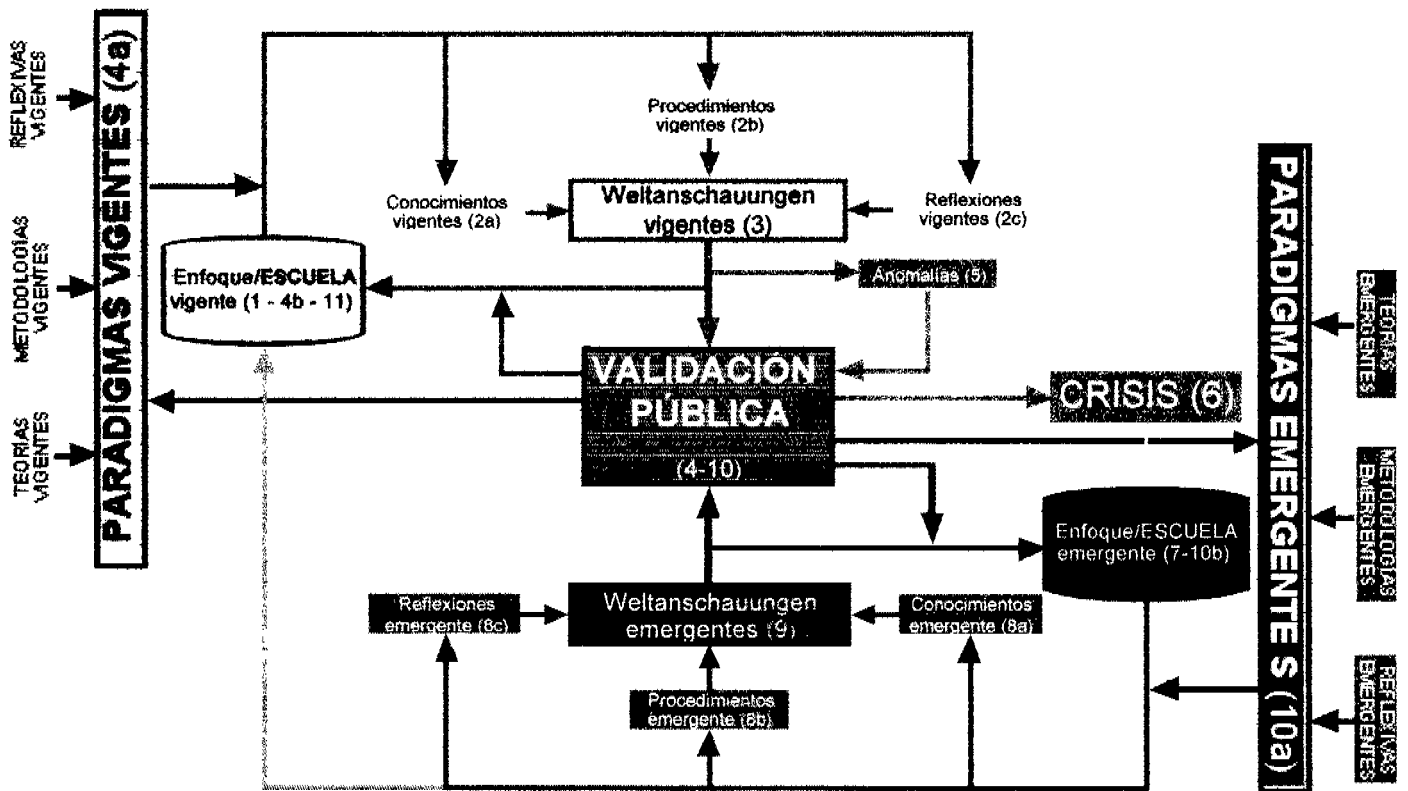 REFLEXIVAS
VIGENTES
METODOLOGIAS
VIGENTES
TEORIAS
VIGENTES
PARADIGMAS VIGENTES (4a)
Procedimientos
vigentes (2b)
Conocimientos
vigentes (2a)
Weltanschauungen
vigentes (3)
Reflexiones
vigentes (2c)
Enfoque/ESCUELA
vigente (1 - 4b - 11)
Anomalías (5)
VALIDACIÓN
PÚBLICA
(4-10)
CRISIS (6)
Enfoque/ESCUELA
emergente (7-10b)
Reflexiones
emergente (8c)
Weltanschauungen
emergentes (9)
Conocimientos
emergente (8a)
Procedimientos
emergente (8b)
PARADIGMAS EMERGENTES (10a)
TEORIAS
EMERGENTES
METODOLOGIAS
EMERGENTES
REFLEXIVAS
EMERGENTES